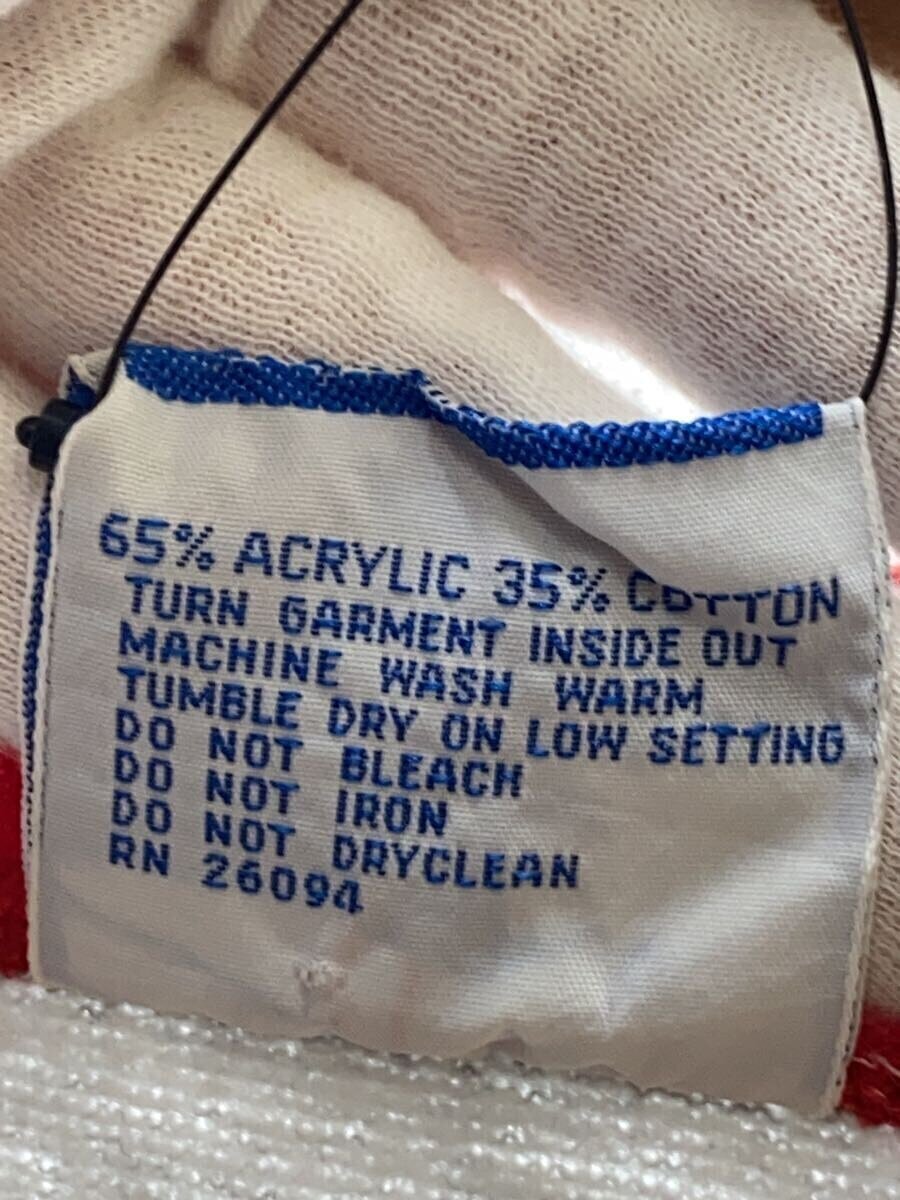 65% ACRYLIC 35% COTTON
TURN GARMENT INSIDE OUT
MACHINE WASH WARM
TUMBLE DRY ON LOW SETTING
DO NOT BLEACH
DO NOT IRON
DO NOT DRYCLEAN
RN 26094